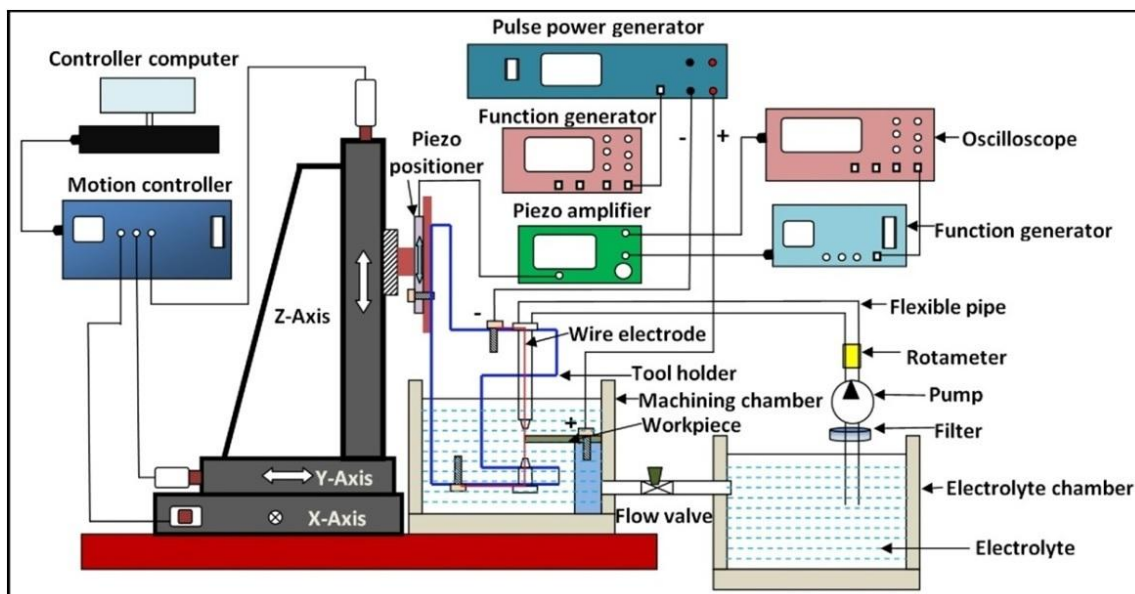 Pulse power generator
Controller computer
Function generator
-
+
Piezo
positioner
Oscilloscope
Motion controller
Piezo amplifier
Function generator
Z-Axis
-
Flexible pipe
Wire electrode
Rotameter
Tool holder
Machining chamber
Pump
+
Workpiece
Filter
Y-Axis
Electrolyte chamber
X-Axis
Flow valve
Electrolyte